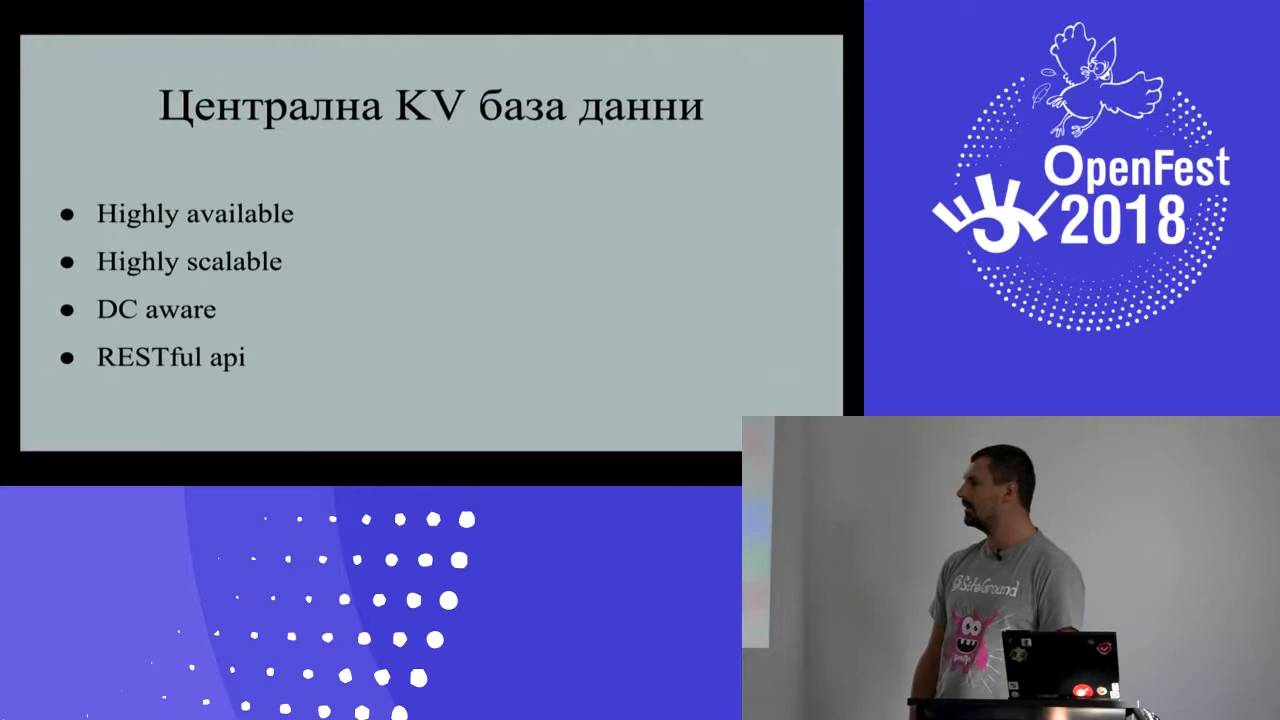 Централна KV база данни
Highly available
Highly scalable
DC aware
RESTful api
OpenFest
2018
@SiteGround